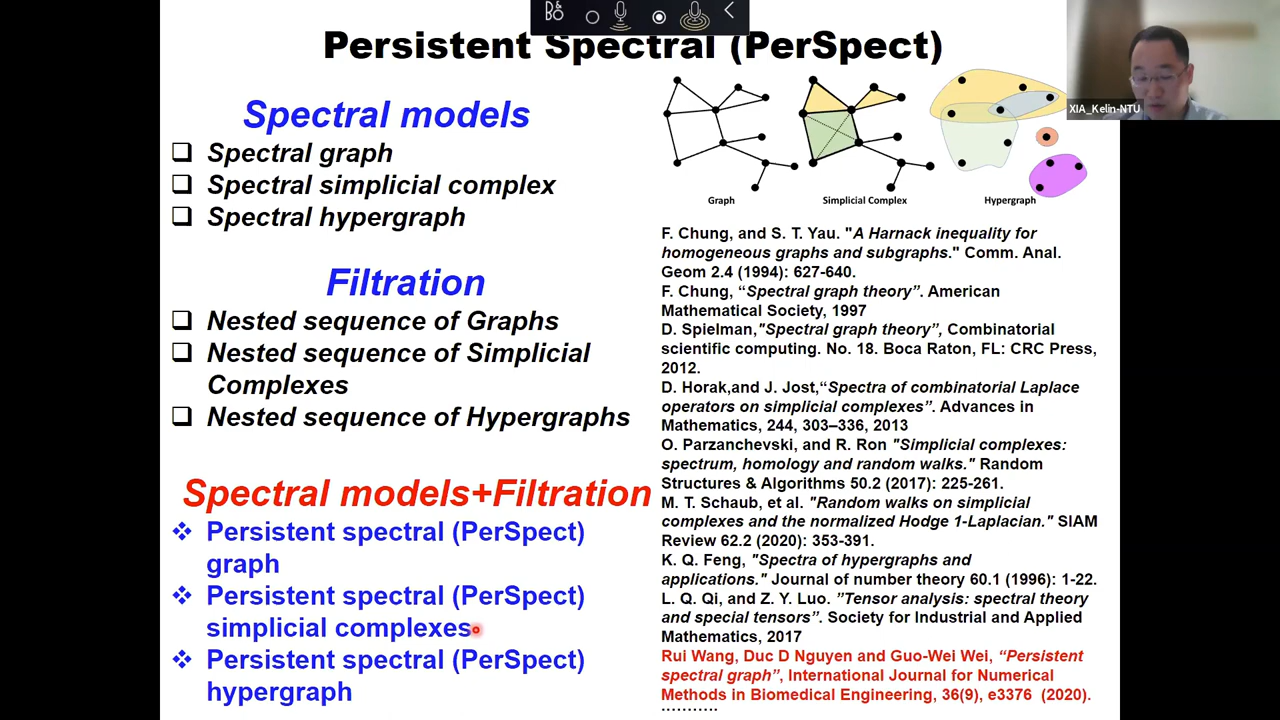 B&O
Persistent Spectral (PerSpect)
XIA_Kelin-NTU
Spectral models
❑ Spectral graph
❑ Spectral simplicial complex
❑ Spectral hypergraph
Filtration
❑ Nested sequence of Graphs
❑ Nested sequence of Simplicial
Complexes
❑ Nested sequence of Hypergraphs
Spectral models+Filtration
❖ Persistent spectral (PerSpect)
graph
❖ Persistent spectral (PerSpect)
simplicial complexes
❖ Persistent spectral (PerSpect)
hypergraph
Graph
Simplicial Complex
Hypergraph
F. Chung, and S. T. Yau. "A Harnack inequality for
homogeneous graphs and subgraphs." Comm. Anal.
Geom 2.4 (1994): 627-640.
F. Chung, “Spectral graph theory”. American
Mathematical Society, 1997
D. Spielman,"Spectral graph theory”, Combinatorial
scientific computing. No. 18. Boca Raton, FL: CRC Press,
2012.
D. Horak,and J. Jost,“Spectra of combinatorial Laplace
operators on simplicial complexes”. Advances in
Mathematics, 244, 303–336, 2013
O. Parzanchevski, and R. Ron "Simplicial complexes:
spectrum, homology and random walks." Random
Structures & Algorithms 50.2 (2017): 225-261.
M. T. Schaub, et al. "Random walks on simplicial
complexes and the normalized Hodge 1-Laplacian." SIAM
Review 62.2 (2020): 353-391.
K. Q. Feng, "Spectra of hypergraphs and
applications." Journal of number theory 60.1 (1996): 1-22.
L. Q. Qi, and Z. Y. Luo. ”Tensor analysis: spectral theory
and special tensors”. Society for Industrial and Applied
Mathematics, 2017
Rui Wang, Duc D Nguyen and Guo-Wei Wei, “Persistent
spectral graph”, International Journal for Numerical
Methods in Biomedical Engineering, 36(9), e3376 (2020).
...........